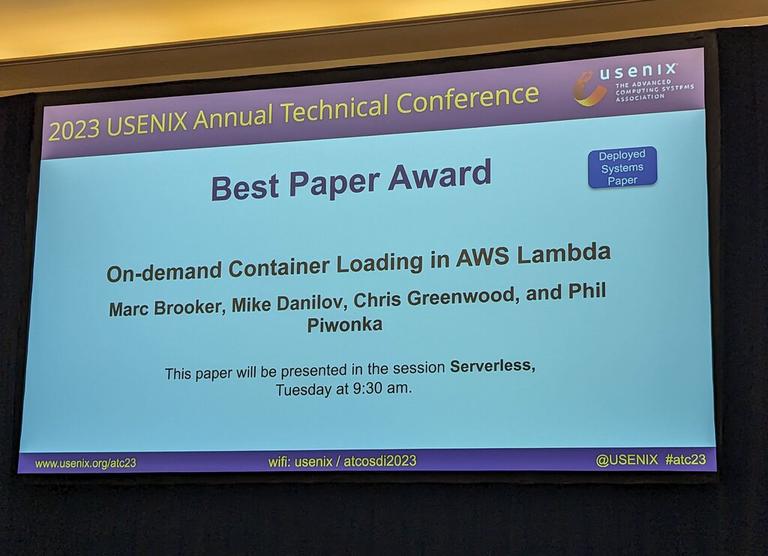 2023 USENIX Annual Technical Conference
usenix
THE ADVANCED
COMPUTING SYSTEMS
ASSOCIATION
Best Paper Award
Deployed
Systems
Paper
On-demand Container Loading in AWS Lambda
Marc Brooker, Mike Danilov, Chris Greenwood, and Phil
Piwonka
This paper will be presented in the session Serverless,
Tuesday at 9:30 am.
www.usenix.org/atc23
wifi: usenix / atcosdi2023
@USENIX #atc23